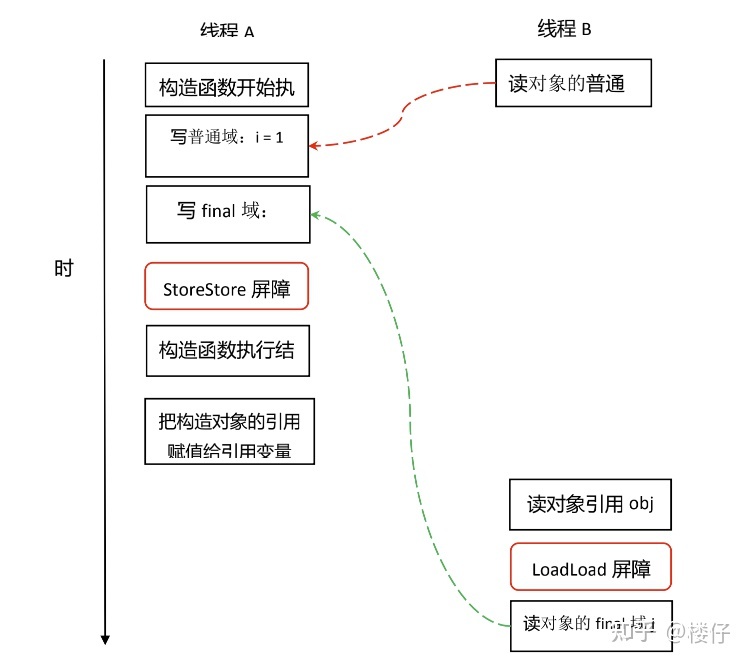 线程 A
线程 B
构造函数开始执
读对象的普通
写普通域：i = 1
写 final 域：
时
StoreStore 屏障
构造函数执行结
把构造对象的引用
赋值给引用变量
读对象引用 obj
LoadLoad 屏障
读对象的 final 域 j
知乎 @楼仔